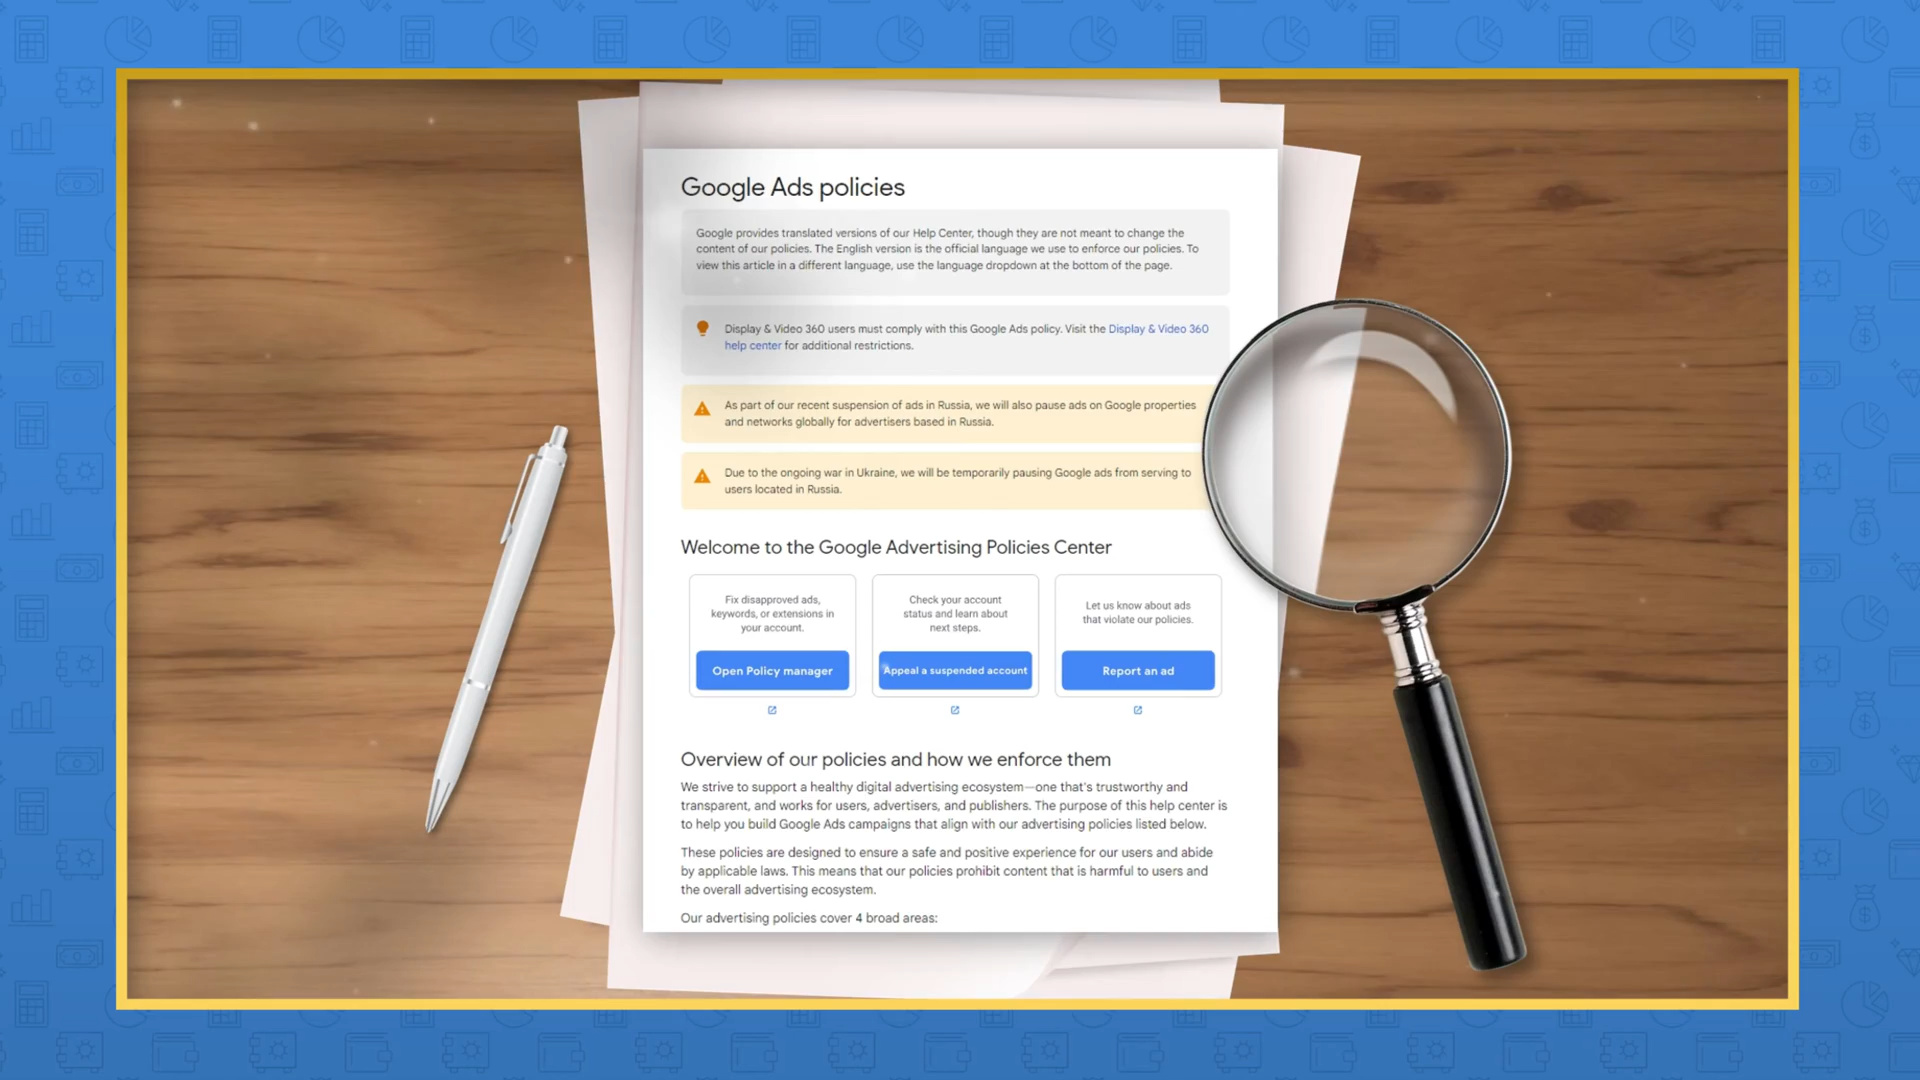 Google Ads policies
Google provides translated versions of our Help Center, though they are not meant to change the
content of our policies. The English version is the official language we use to enforce our policies. To
view this article in a different language, use the language dropdown at the bottom of the page.
Display & Video 360 users must comply with this Google Ads policy. Visit the Display & Video 360
help center for additional restrictions.
As part of our recent suspension of ads in Russia, we will also pause ads on Google properties
and networks globally for advertisers based in Russia.
Due to the ongoing war in Ukraine, we will be temporarily pausing Google ads from serving to
users located in Russia.
Welcome to the Google Advertising Policies Center
Fix disapproved ads,
keywords, or extensions in
your account.
Open Policy manager
Check your account
status and learn about
next steps.
Appeal a suspended account
Let us know about ads
that violate our policies.
Report an ad
Overview of our policies and how we enforce them
We strive to support a healthy digital advertising ecosystem—one that's trustworthy and
transparent, and works for users, advertisers, and publishers. The purpose of this help center is
to help you build Google Ads campaigns that align with our advertising policies listed below.
These policies are designed to ensure a safe and positive experience for our users and abide
by applicable laws. This means that our policies prohibit content that is harmful to users and
the overall advertising ecosystem.
Our advertising policies cover 4 broad areas: